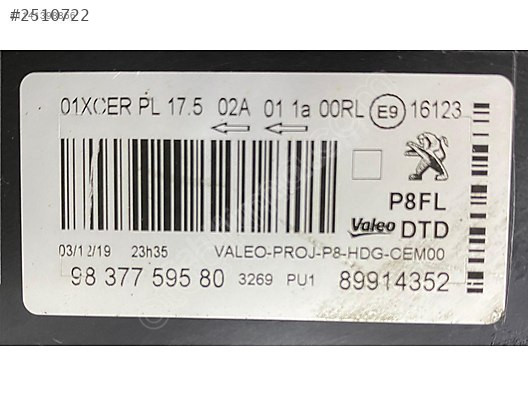 #2510722
01XCER PL 17.5 02A 01 1a 00RL E9 16123
P8FL
Valeo DTD
03/12/19 23h35 VALEO-PROJ-P8-HDG-CEM00
98 377 595 80 3269 PU1 89914352